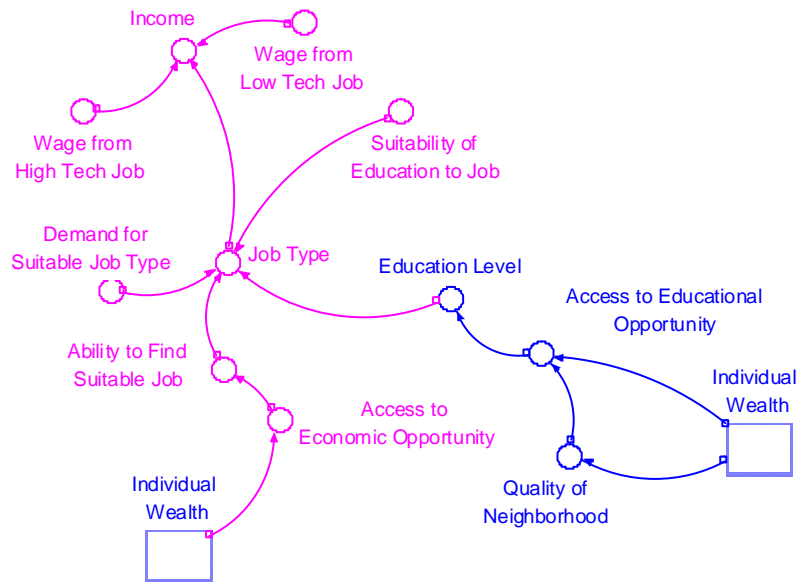 Income
Wage from
Low Tech Job
Wage from
High Tech Job
Suitability of
Education to Job
Demand for
Suitable Job Type
Job Type
Education Level
Access to Educational
Opportunity
Ability to Find
Suitable Job
Individual
Wealth
Access to
Economic Opportunity
Individual
Wealth
Quality of
Neighborhood